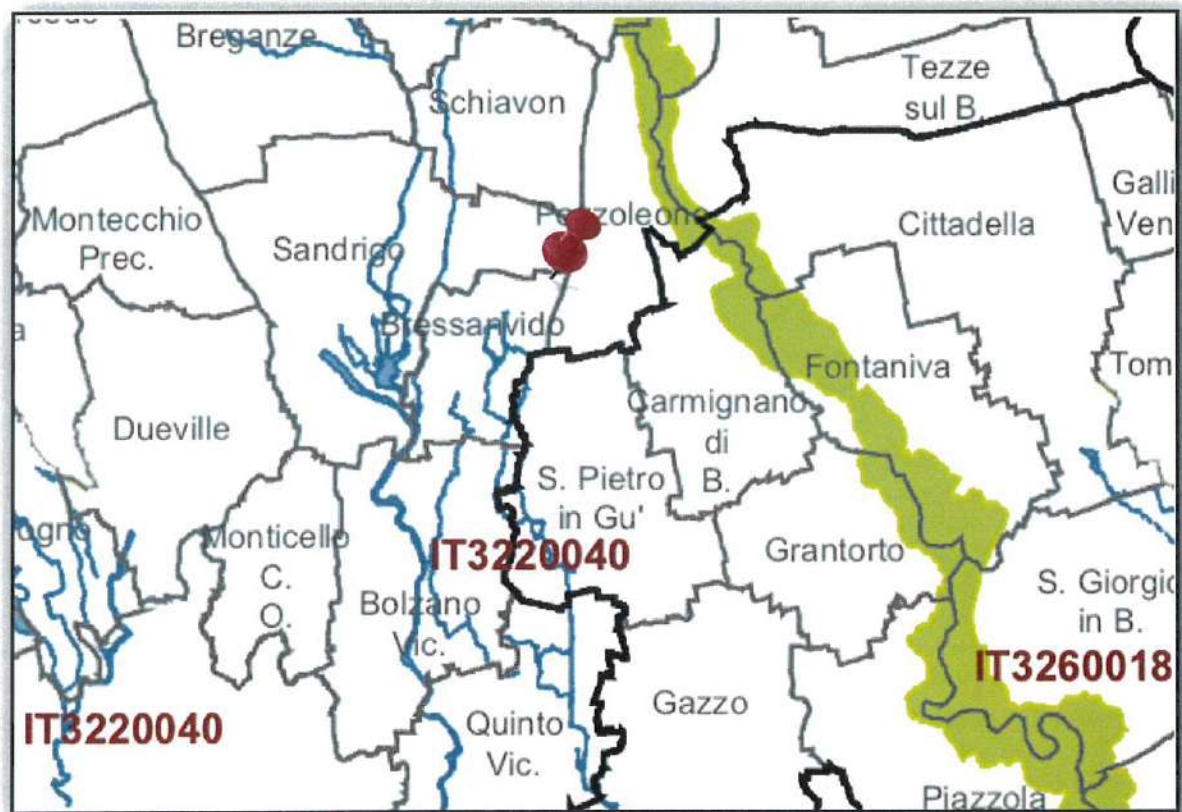 Breganze
Schiavon
Tezze
sul B.
Montecchio
Prec.
Sandrigo
Pozzoleone
Cittadella
Galli
Ven
Bressanvido
Fontaniva
Tom
Dueville
Carmignano
di
B.
S. Pietro
in Gu'
ogno
Monticello
C.
O.
IT3220040
Grantorto
Bolzano
Vic.
S. Giorgio
in B.
IT3260018
IT3220040
Quinto
Vic.
Gazzo
Piazzola